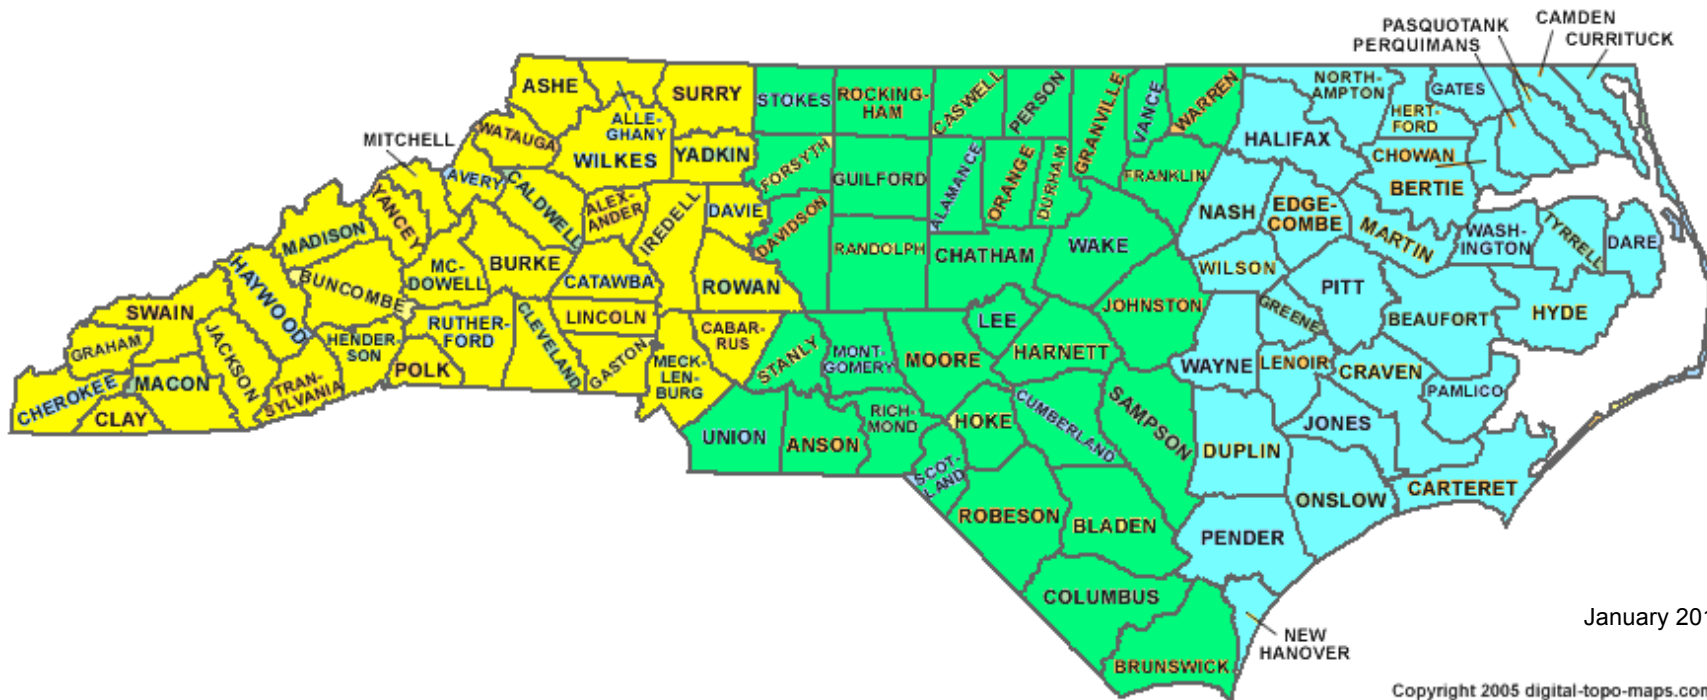 PASQUOTANK
CAMDEN
PERQUIMANS
CURRITUCK
ASHE
ALLE-
GHANY
SURRY
STOKES
ROCKING-
HAM
CASWELL
PERSON
GRANVILLE
VANCE
WARREN
NORTH-
AMPTON
GATES
HERT-
FORD
MITCHELL
WATAUGA
WILKES
YADKIN
FORSYTH
GUILFORD
ALAMANCE
ORANGE
DURHAM
FRANKLIN
HALIFAX
CHOWAN
BERTIE
YANCEY
AVERY
CALDWELL
ALEX-
ANDER
IREDELL
DAVIE
DAVIDSON
RANDOLPH
CHATHAM
WAKE
NASH
EDGE-
COMBE
MARTIN
WASH-
INGTON
TYRRELL
DARE
MADISON
HAYWOOD
BUNCOMBE
MC-
DOWELL
BURKE
CATAWBA
ROWAN
JOHNSTON
WILSON
PITT
BEAUFORT
HYDE
SWAIN
GRAHAM
JACKSON
HENDER-
SON
RUTHER-
FORD
CLEVELAND
LINCOLN
GASTON
CABAR-
RUS
STANLY
MONT-
GOMERY
MOORE
LEE
HARNETT
WAYNE
GREENE
LENOIR
CRAVEN
PAMLICO
CHEROKEE
MACON
CLAY
TRAN-
SYLVANIA
POLK
MECK-
LEN-
BURG
UNION
ANSON
RICH-
MOND
HOKE
CUMBERLAND
SAMPSON
DUPLIN
JONES
SCOT-
LAND
ROBESON
BLADEN
ONSLOW
CARTERET
PENDER
COLUMBUS
BRUNSWICK
NEW
HANOVER
January 201
Copyright 2005 digital-topo-maps.com